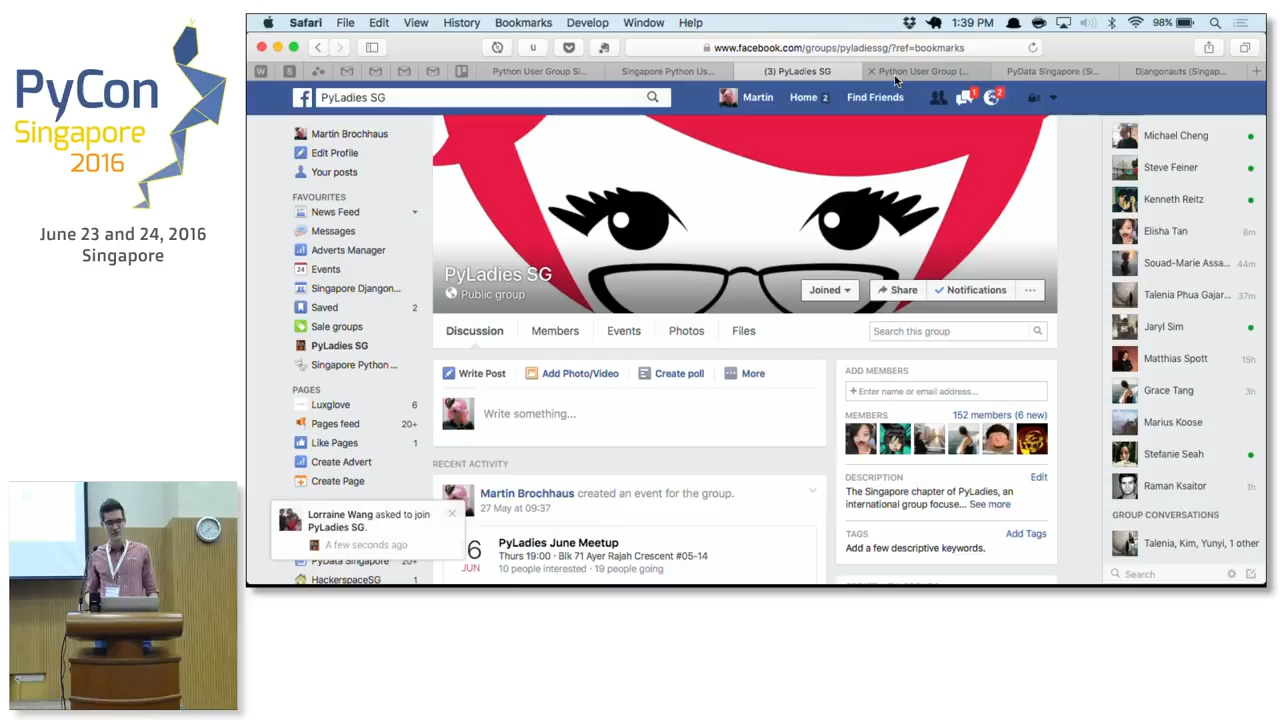 PyCon
Singapore
2016
June 23 and 24, 2016
Singapore
Safari File Edit View History Bookmarks Develop Window Help
1:39 PM 98%
www.facebook.com/groups/pyladiessg/?ref=bookmarks
Python User Group Si...
Singapore Python Us...
(3) PyLadies SG
Python User Group (...
PyData Singapore (Si...
Djangonauts (Singap...
PyLadies SG
Martin
Home 2
Find Friends
1
2
Martin Brochhaus
Edit Profile
Your posts
FAVOURITES
News Feed
Messages
Adverts Manager
Events
Singapore Djangon...
Saved 2
Sale groups
PyLadies SG
Singapore Python ...
PAGES
Luxglove 6
Pages feed 20+
Like Pages 1
Create Advert
Create Page
Lorraine Wang asked to join
PyLadies SG.
A few seconds ago
PyData Singapore 20+
HackerspaceSG
PyLadies SG
Public group
Joined
Share
Notifications
Discussion
Members
Events
Photos
Files
Search this group
Write Post
Add Photo/Video
Create poll
More
Write something...
RECENT ACTIVITY
Martin Brochhaus created an event for the group.
27 May at 09:37
6
JUN
PyLadies June Meetup
Thurs 19:00 · Blk 71 Ayer Rajah Crescent #05-14
10 people interested · 19 people going
ADD MEMBERS
+ Enter name or email address...
MEMBERS
152 members (6 new)
DESCRIPTION
Edit
The Singapore chapter of PyLadies, an
international group focuse... See more
TAGS
Add Tags
Add a few descriptive keywords.
Michael Cheng
Steve Feiner
Kenneth Reitz
Elisha Tan 8m
Souad-Marie Assa... 44m
Talenia Phua Gajar... 37m
Jaryl Sim
Matthias Spott 15h
Grace Tang 3h
Marius Koose
Stefanie Seah
Raman Ksaitor 1h
GROUP CONVERSATIONS
Talenia, Kim, Yunyi, 1 other
Search